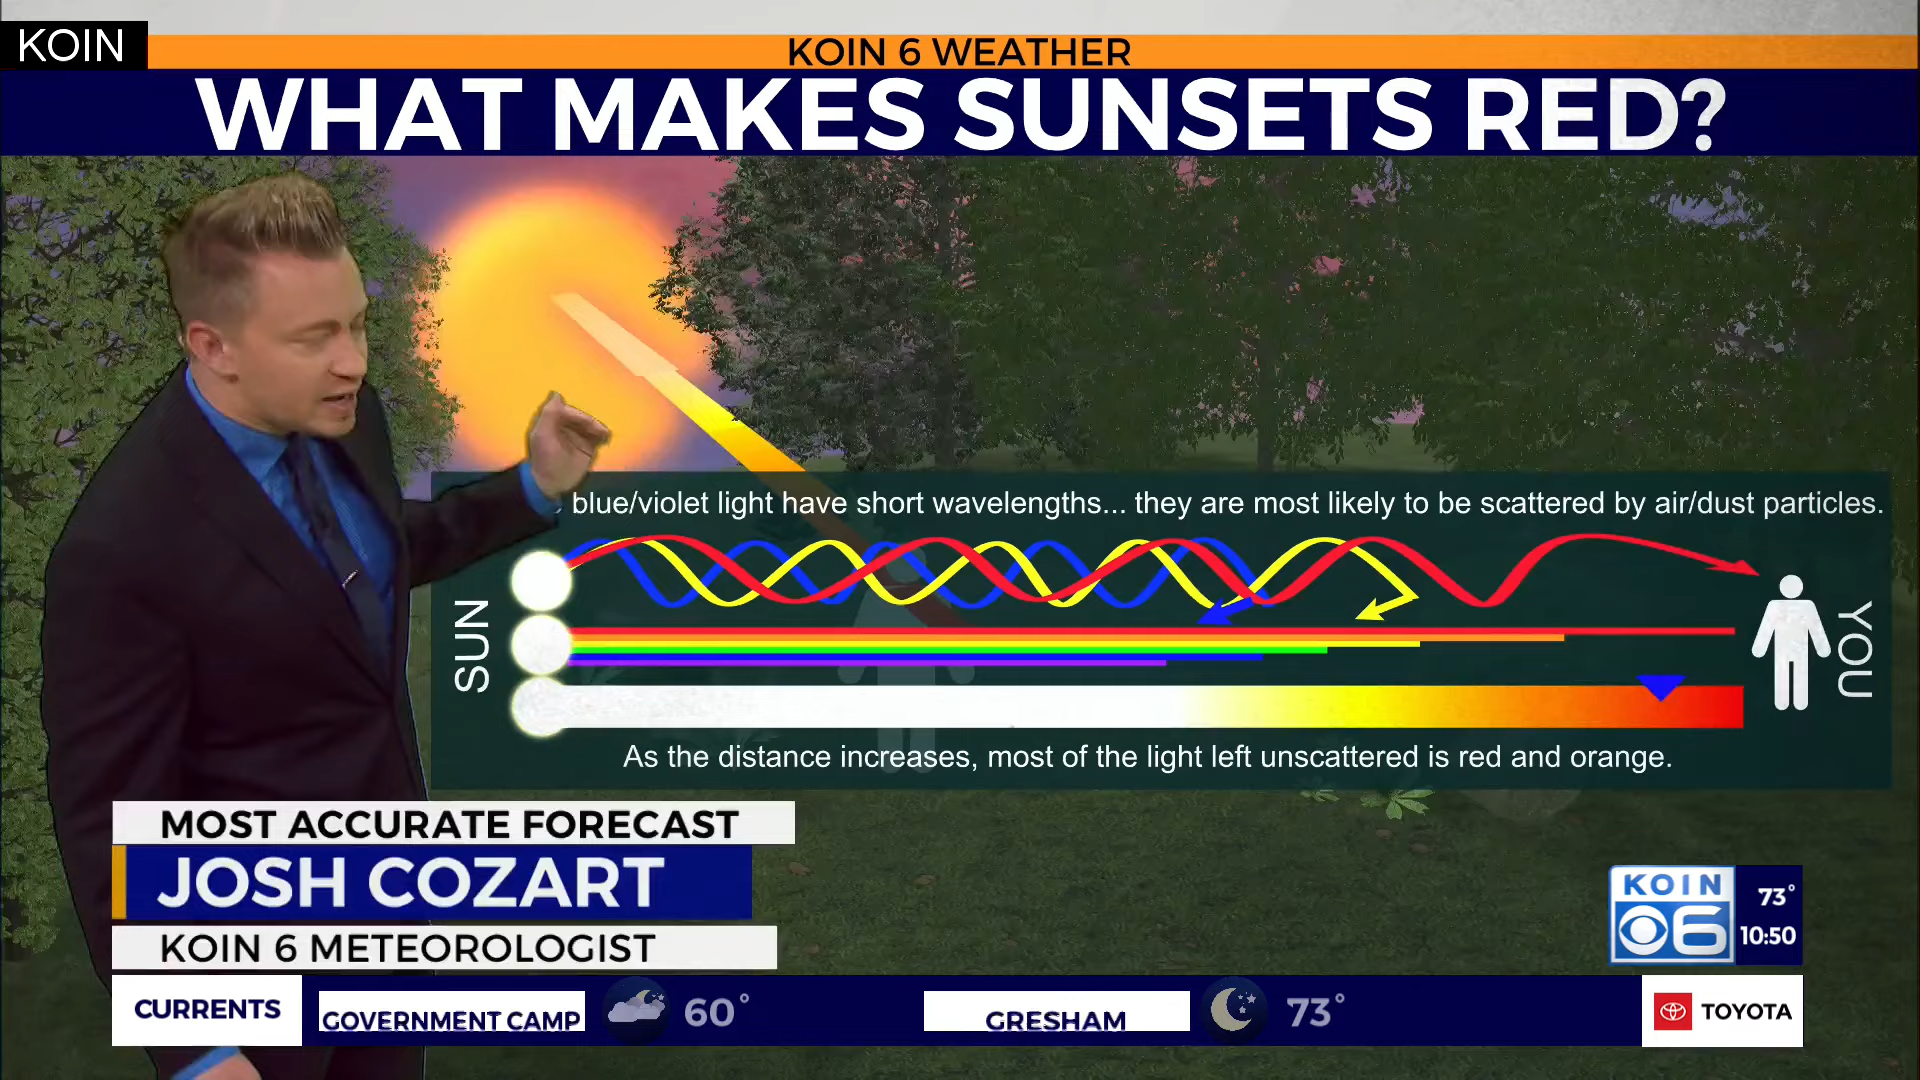 KOIN
KOIN 6 WEATHER
WHAT MAKES SUNSETS RED?
blue/violet light have short wavelengths... they are most likely to be scattered by air/dust particles.
SUN
YOU
As the distance increases, most of the light left unscattered is red and orange.
MOST ACCURATE FORECAST
JOSH COZART
KOIN 6 METEOROLOGIST
KOIN
6
73°
10:50
CURRENTS
GOVERNMENT CAMP
60°
GRESHAM
73°
TOYOTA